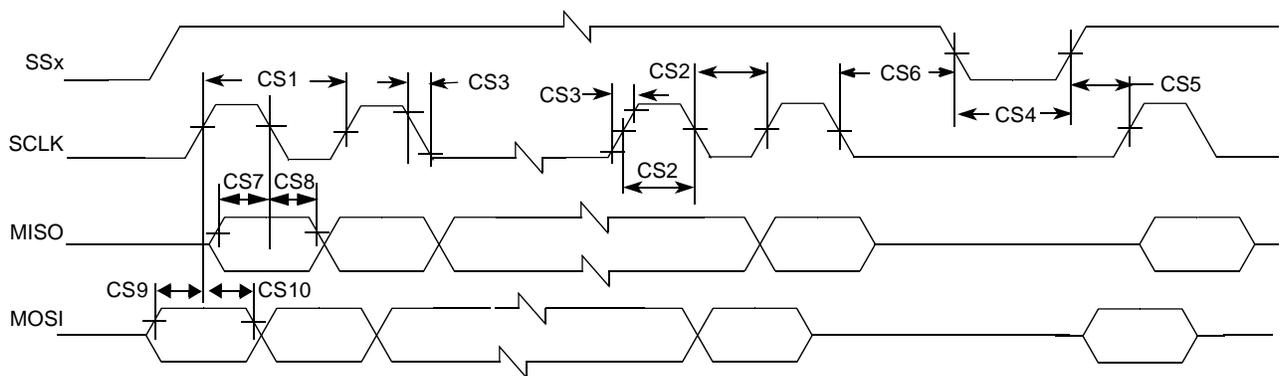 SSx
CS1
CS3
CS3
CS2
CS6
CS4
CS5
SCLK
CS2
CS7
CS8
MISO
CS9
CS10
MOSI